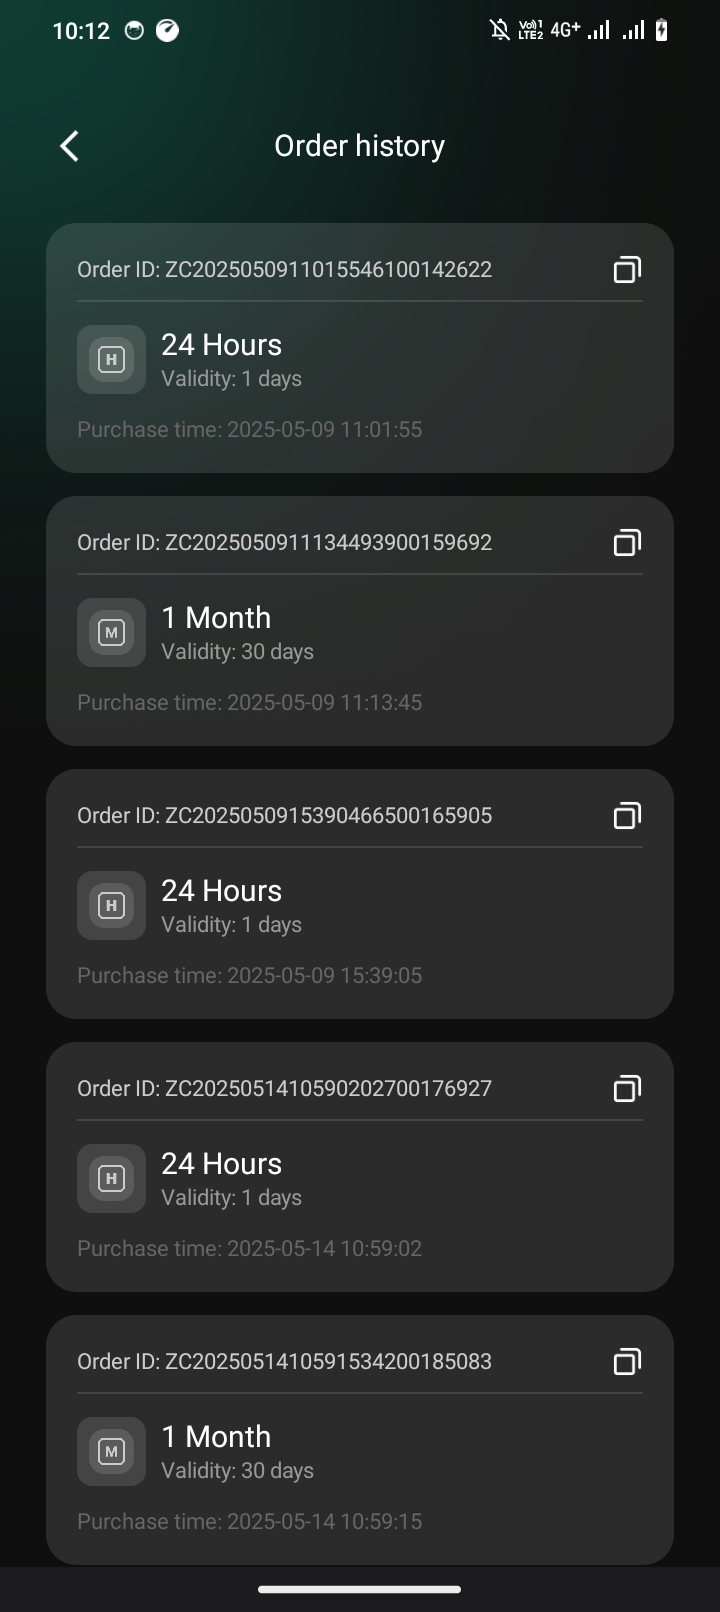 10:12
Vo))1
LTE2 4G+
Order history
Order ID: ZC2025050911015546100142622
H
24 Hours
Validity: 1 days
Purchase time: 2025-05-09 11:01:55
Order ID: ZC2025050911134493900159692
M
1 Month
Validity: 30 days
Purchase time: 2025-05-09 11:13:45
Order ID: ZC2025050915390466500165905
H
24 Hours
Validity: 1 days
Purchase time: 2025-05-09 15:39:05
Order ID: ZC2025051410590202700176927
H
24 Hours
Validity: 1 days
Purchase time: 2025-05-14 10:59:02
Order ID: ZC2025051410591534200185083
M
1 Month
Validity: 30 days
Purchase time: 2025-05-14 10:59:15